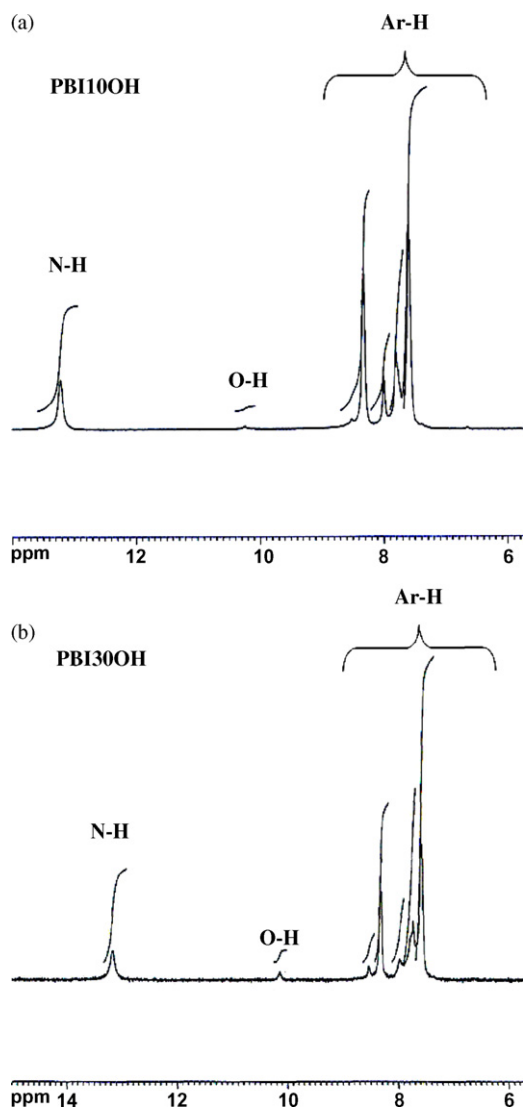 (a)
Ar-H
PBI10OH
N-H
O-H
ppm 12 10 8 6
(b)
Ar-H
PBI30OH
N-H
O-H
ppm 14 12 10 8 6